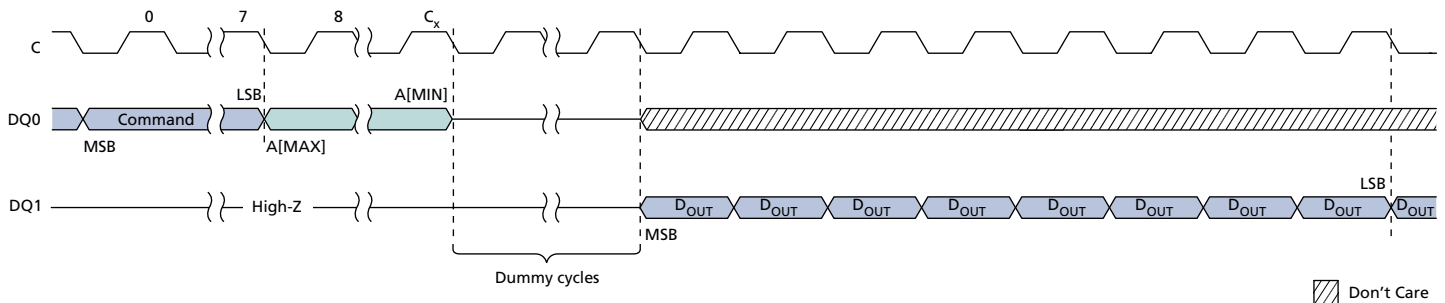 0 7 8 Cx
C
LSB A[MIN]
DQ0 Command
MSB A[MAX]
LSB
DQ1 High-Z DOUT DOUT DOUT DOUT DOUT DOUT DOUT DOUT DOUT
MSB
Dummy cycles
Don't Care